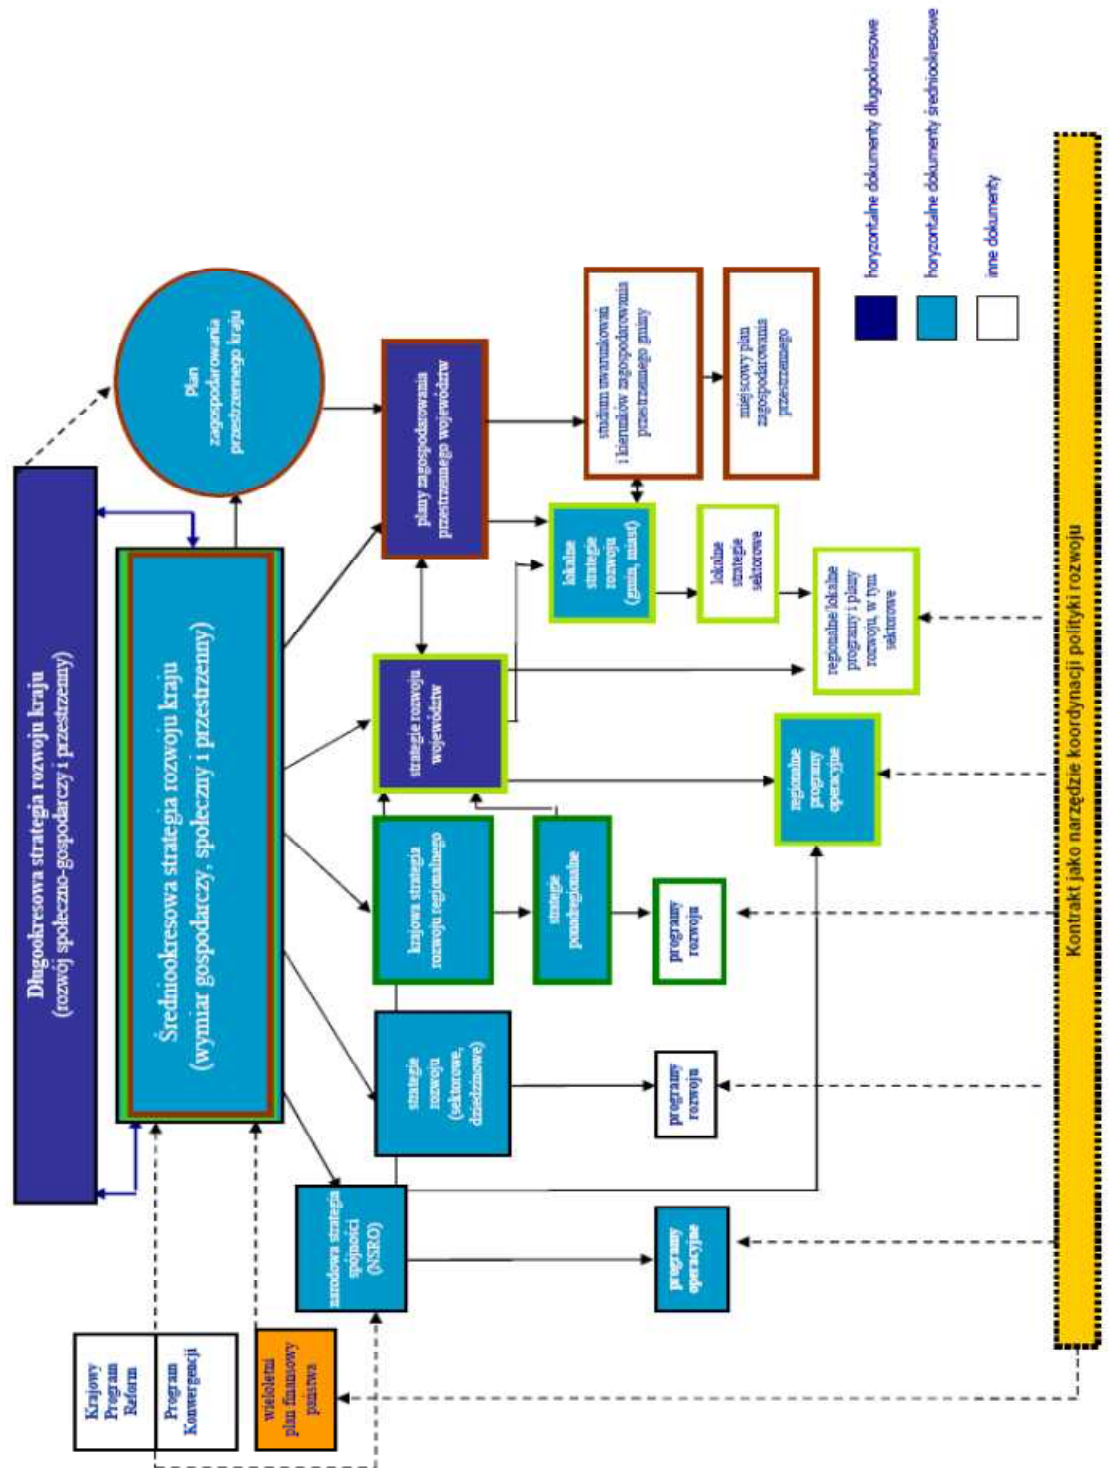 Długookresowa strategia rozwoju kraju
(rozwój społeczno-gospodarczy i przestrzenny)
Krajowy
Program
Reform
Program
Konwergencji
wieloletni
plan finansowy
państwa
Średniookresowa strategia rozwoju kraju
(wymiar gospodarczy, społeczny i przestrzenny)
Plan
zagospodarowania
przestrzennego kraju
narodowa strategia
spójności
(NSRO)
strategie
rozwoju
(sektorowe,
dziedzinowe)
krajowa strategia
rozwoju regionalnego
strategie rozwoju
województw
plany zagospodarowania
przestrzennego województw
strategie
ponadregionalne
lokalne
strategie
rozwoju
(gmin, miast)
studium uwarunkowań
i kierunków zagospodarowania
przestrzennego gminy
programy
operacyjne
programy
rozwoju
programy
rozwoju
lokalne
strategie
sektorowe
miejscowy plan
zagospodarowania
przestrzennego
regionalne
programy
operacyjne
regionalne/lokalne
programy i plany
rozwoju, w tym
sektorowe
horyzontalne dokumenty długookresowe
horyzontalne dokumenty średniookresowe
inne dokumenty
Kontrakt jako narzędzie koordynacji polityki rozwoju